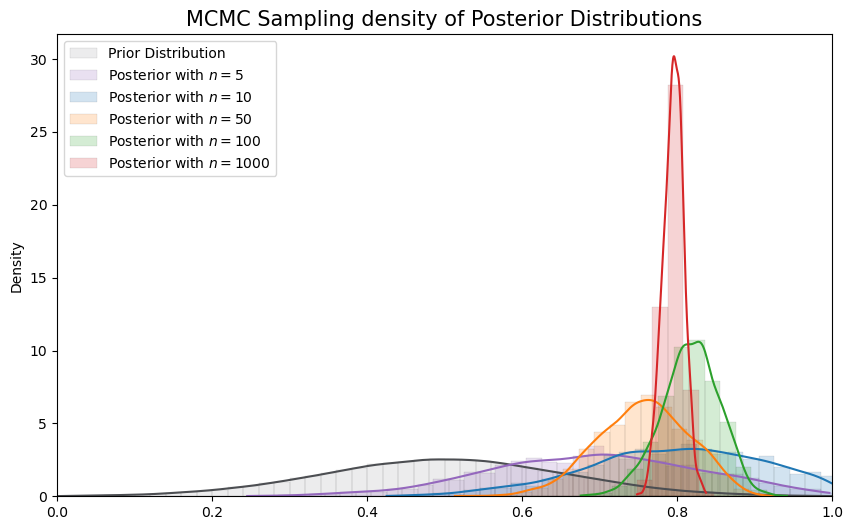 MCMC Sampling density of Posterior Distributions
Prior Distribution
Posterior with n = 5
Posterior with n = 10
Posterior with n = 50
Posterior with n = 100
Posterior with n = 1000
Density
30
25
20
15
10
5
0
0.0 0.2 0.4 0.6 0.8 1.0